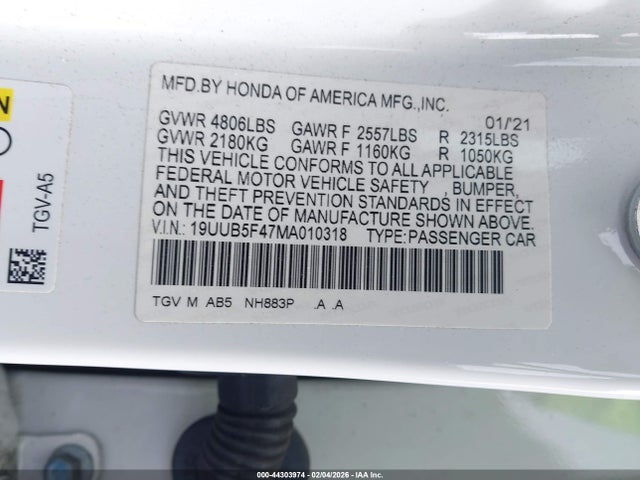 MFD.BY HONDA OF AMERICA MFG.,INC.
01/'21
GVWR 4806LBS GAWR F 2557LBS R 2315LBS
GVWR 2180KG GAWR F 1160KG R 1050KG
THIS VEHICLE CONFORMS TO ALL APPLICABLE
FEDERAL MOTOR VEHICLE SAFETY , BUMPER,
AND THEFT PREVENTION STANDARDS IN EFFECT
ON THE DATE OF MANUFACTURE SHOWN ABOVE.
V.I.N.: 19UUB5F47MA010318 TYPE:PASSENGER CAR
TGV M AB5 NH883P .A .A
TGV-A5
000-44303974 - 02/04/2026 - IAA Inc.